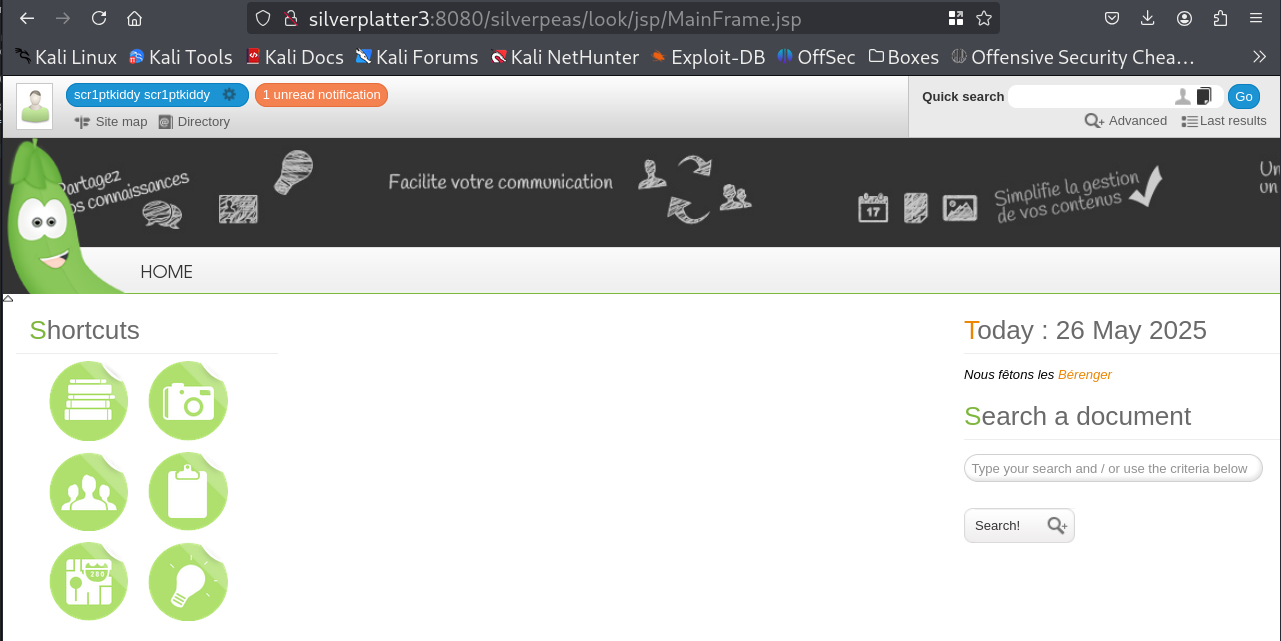 silverplatter3:8080/silverpeas/look/jsp/MainFrame.jsp
Kali Linux Kali Tools Kali Docs Kali Forums Kali NetHunter Exploit-DB OffSec Boxes Offensive Security Chea…
scr1ptkiddy scr1ptkiddy 1 unread notification
Quick search Go
Site map Directory
Advanced Last results
Partagez
os connaissances
Facilite votre communication
17
Simplifie la gestion
de vos contenus
Un
un
HOME
Shortcuts
Today : 26 May 2025
Nous fêtons les Bérenger
Search a document
Type your search and / or use the criteria below
Search!